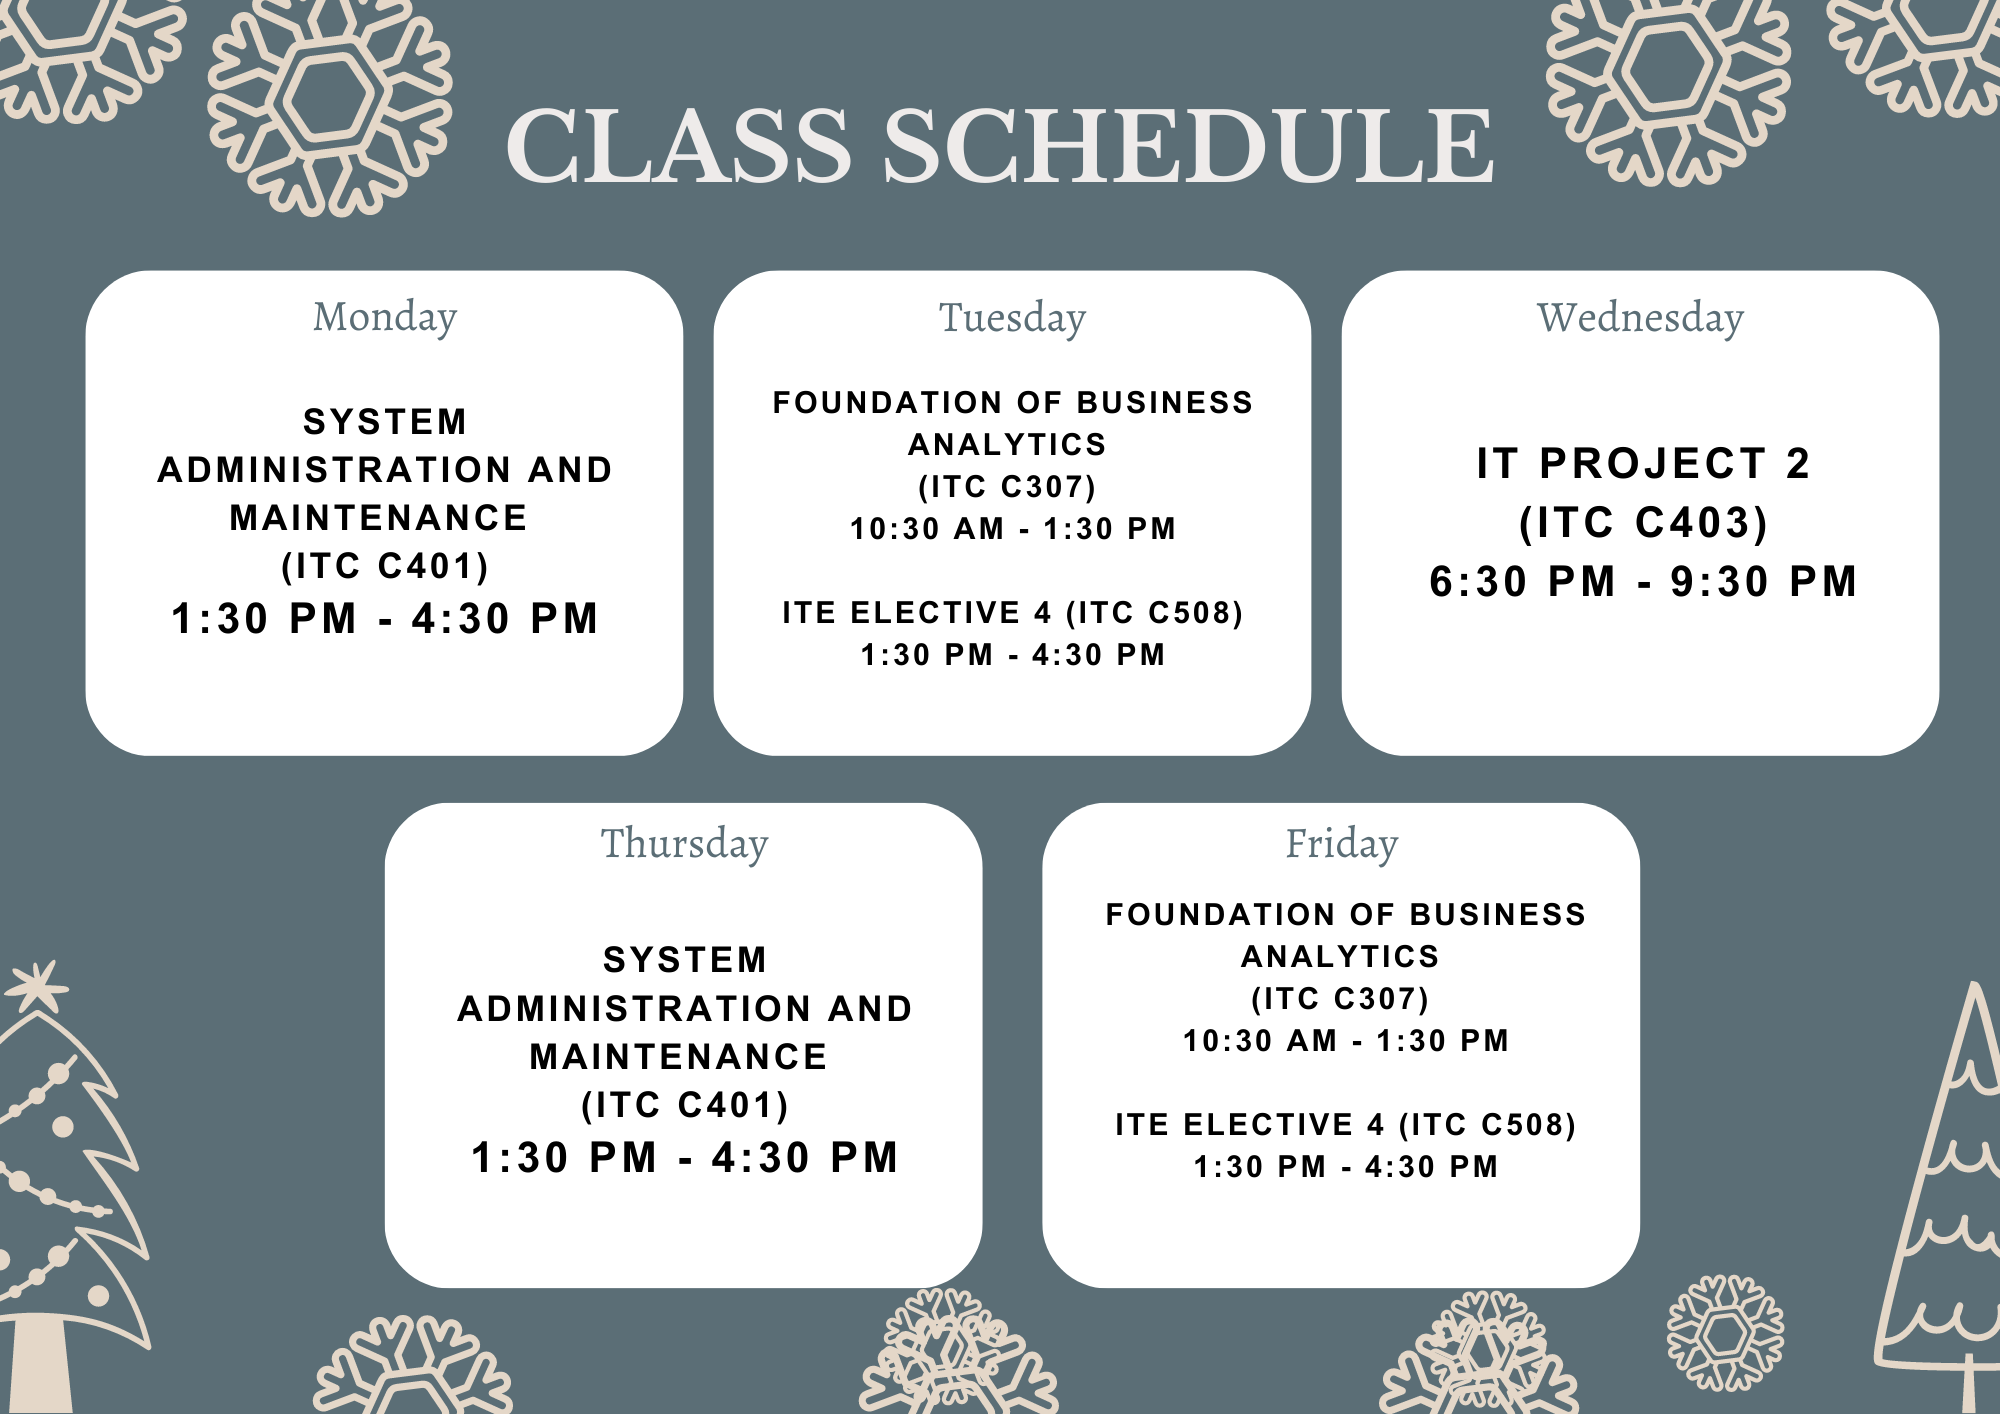 CLASS SCHEDULE
Monday
SYSTEM
ADMINISTRATION AND
MAINTENANCE
(ITC C401)
1:30 PM - 4:30 PM
Tuesday
FOUNDATION OF BUSINESS
ANALYTICS
(ITC C307)
10:30 AM - 1:30 PM
ITE ELECTIVE 4 (ITC C508)
1:30 PM - 4:30 PM
Wednesday
IT PROJECT 2
(ITC C403)
6:30 PM - 9:30 PM
Thursday
SYSTEM
ADMINISTRATION AND
MAINTENANCE
(ITC C401)
1:30 PM - 4:30 PM
Friday
FOUNDATION OF BUSINESS
ANALYTICS
(ITC C307)
10:30 AM - 1:30 PM
ITE ELECTIVE 4 (ITC C508)
1:30 PM - 4:30 PM